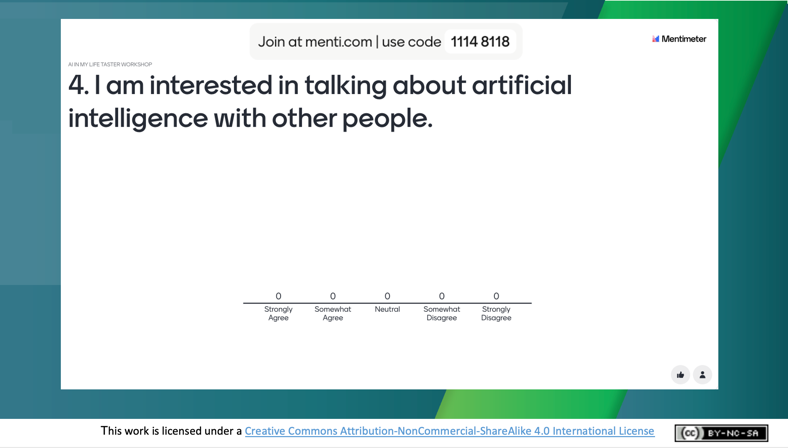 Join at menti.com | use code 1114 8118
Mentimeter
AI IN MY LIFE TASTER WORKSHOP
4. I am interested in talking about artificial
intelligence with other people.
0 0 0 0 0
Strongly Agree Somewhat Agree Neutral Somewhat Disagree Strongly Disagree
This work is licensed under a Creative Commons Attribution-NonCommercial-ShareAlike 4.0 International License
cc BY-NC-SA